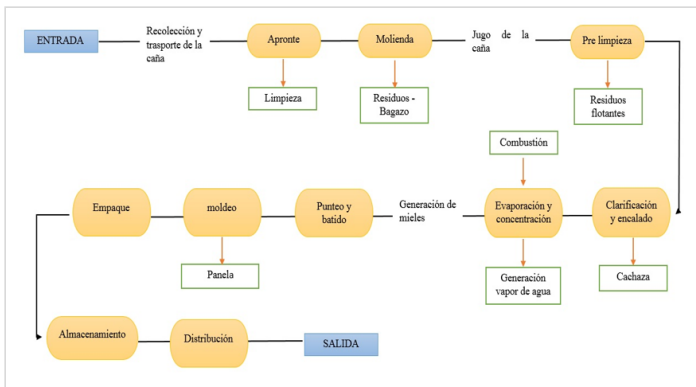 ENTRADA
Recolección y
trasporte de la
caña
Apronte
Molienda
Jugo de la
caña
Pre limpieza
Limpieza
Residuos -
Bagazo
Residuos
flotantes
Combustión
Empaque
moldeo
Punteo y
batido
Generación de
mieles
Evaporación y
concentración
Clarificación
y encalado
Panela
Generación
vapor de agua
Cachaza
Almacenamiento
Distribución
SALIDA